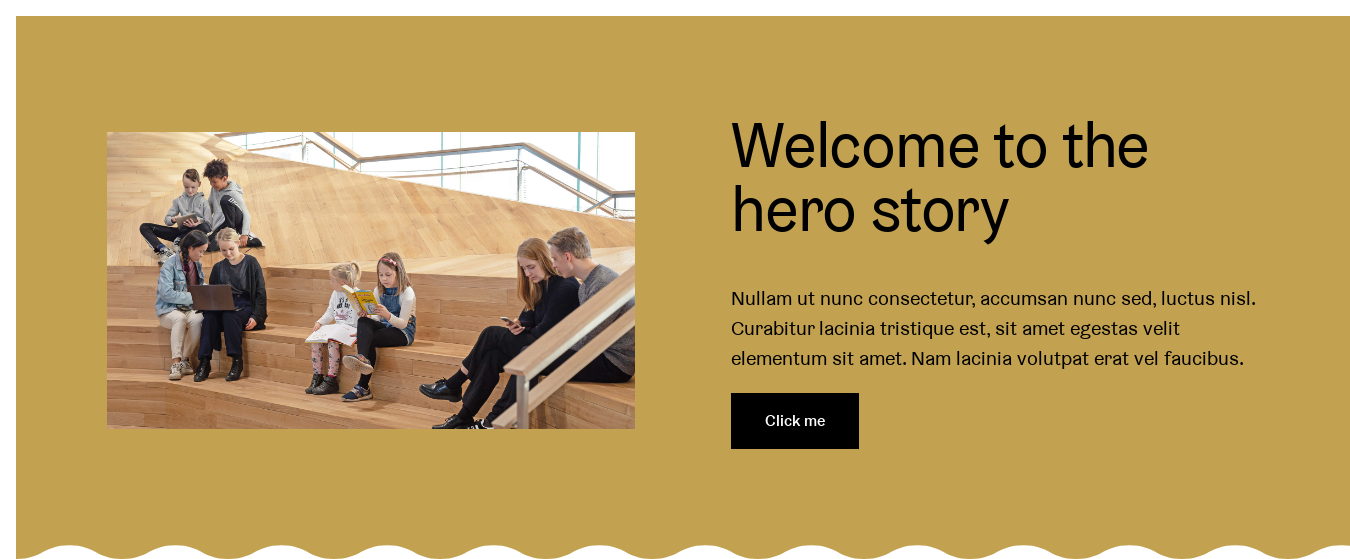 Welcome to the
hero story
Nullam ut nunc consectetur, accumsan nunc sed, luctus nisl.
Curabitur lacinia tristique est, sit amet egestas velit
elementum sit amet. Nam lacinia volutpat erat vel faucibus.
Click me